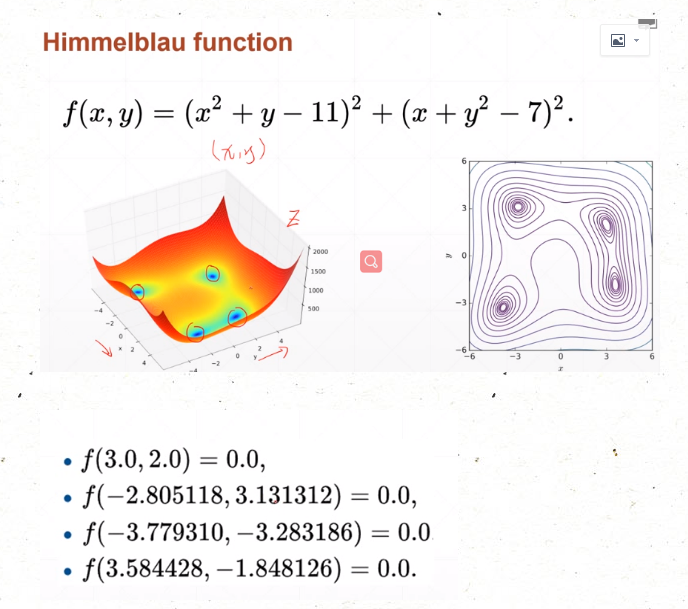 Himmelblau function
f(x, y) = (x² + y − 11)² + (x + y² − 7)².
(x,y)
z
2000
1500
1000
500
−4
−2
0
x 2
4
−4
−2
0
y 2
4
6
3
y 0
−3
−6
−6 −3 0 3 6
x
• f(3.0, 2.0) = 0.0,
• f(−2.805118, 3.131312) = 0.0,
• f(−3.779310, −3.283186) = 0.0
• f(3.584428, −1.848126) = 0.0.